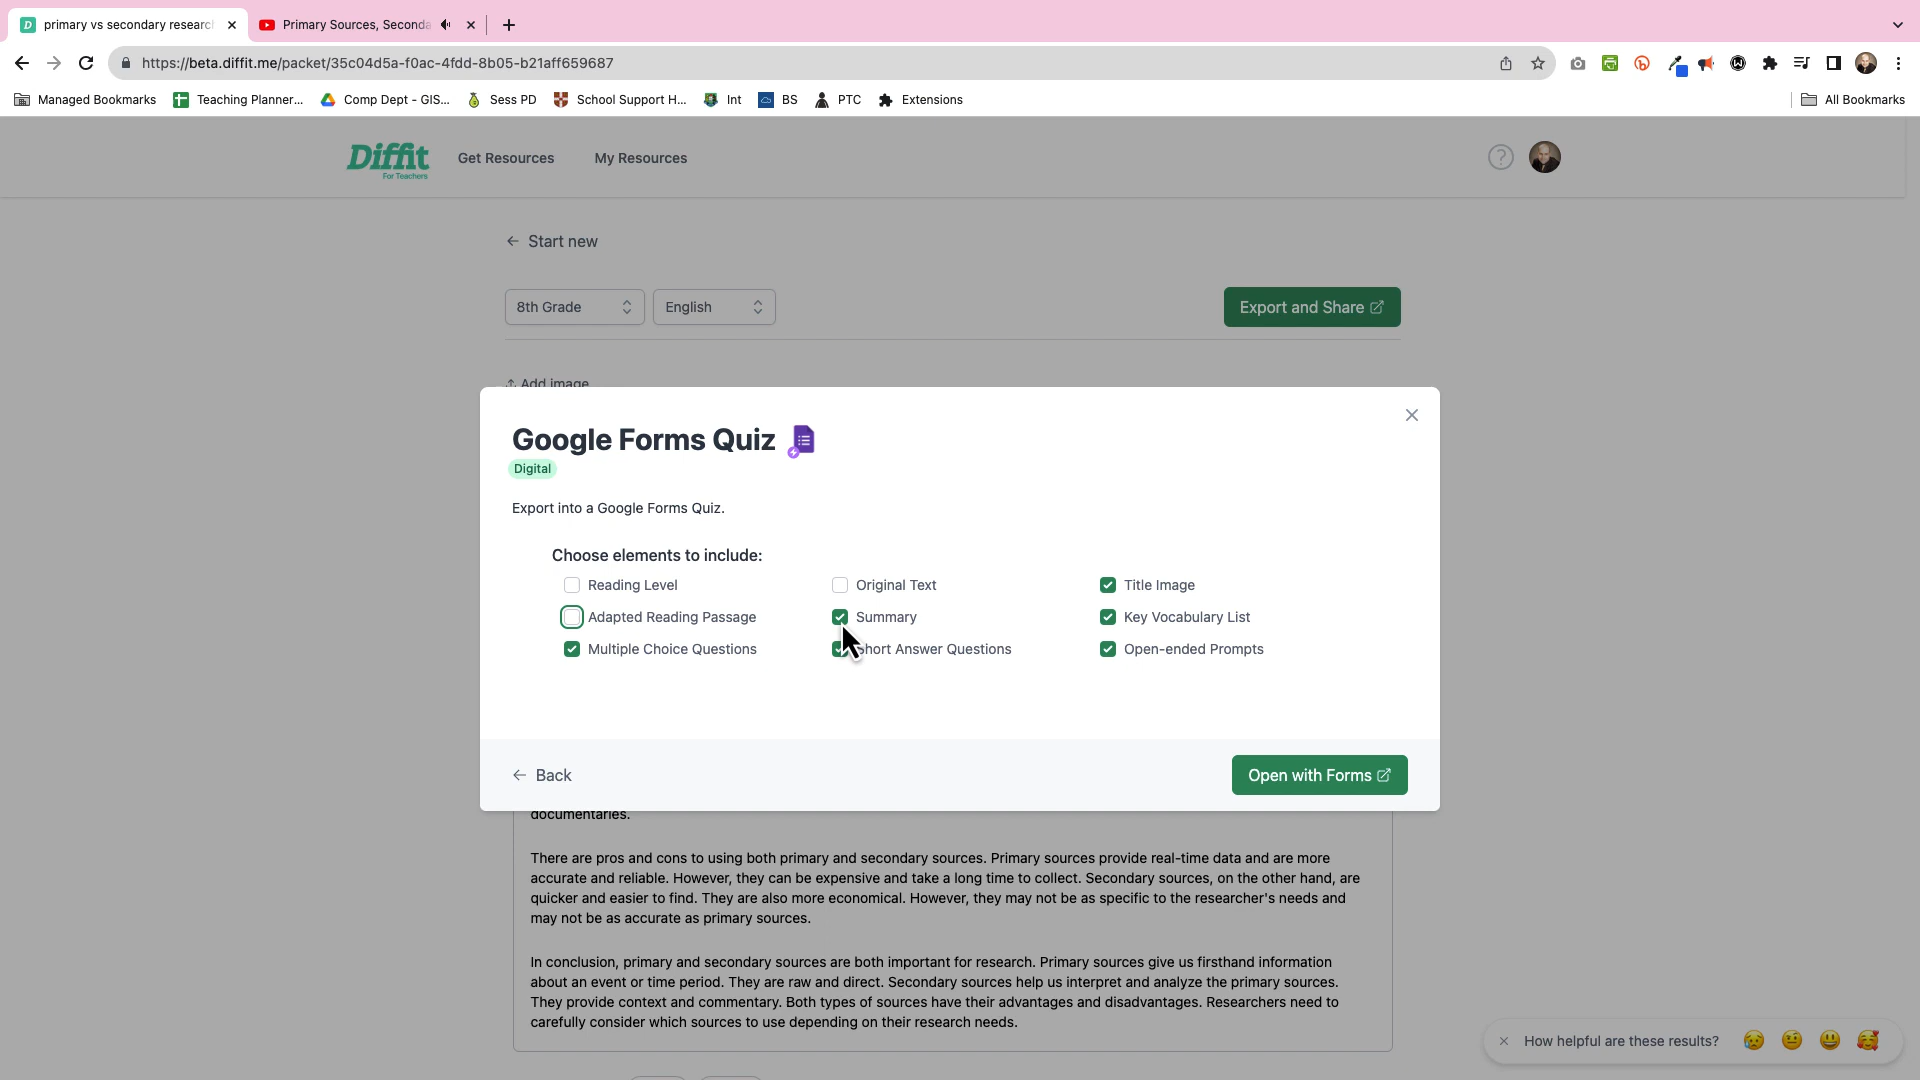 primary vs secondary research
Primary Sources, Seconda
https://beta.diffit.me/packet/35c04d5a-f0ac-4fdd-8b05-b21aff659687
Managed Bookmarks
Teaching Planner...
Comp Dept - GIS...
Sess PD
School Support H...
Int
BS
PTC
Extensions
All Bookmarks
Diffit
For Teachers
Get Resources
My Resources
Start new
8th Grade
English
Export and Share
Add image
Google Forms Quiz
Digital
Export into a Google Forms Quiz.
Choose elements to include:
Reading Level
Original Text
Title Image
Adapted Reading Passage
Summary
Key Vocabulary List
Multiple Choice Questions
Short Answer Questions
Open-ended Prompts
Back
Open with Forms
documentaries.
There are pros and cons to using both primary and secondary sources. Primary sources provide real-time data and are more
accurate and reliable. However, they can be expensive and take a long time to collect. Secondary sources, on the other hand, are
quicker and easier to find. They are also more economical. However, they may not be as specific to the researcher's needs and
may not be as accurate as primary sources.
In conclusion, primary and secondary sources are both important for research. Primary sources give us firsthand information
about an event or time period. They are raw and direct. Secondary sources help us interpret and analyze the primary sources.
They provide context and commentary. Both types of sources have their advantages and disadvantages. Researchers need to
carefully consider which sources to use depending on their research needs.
How helpful are these results?